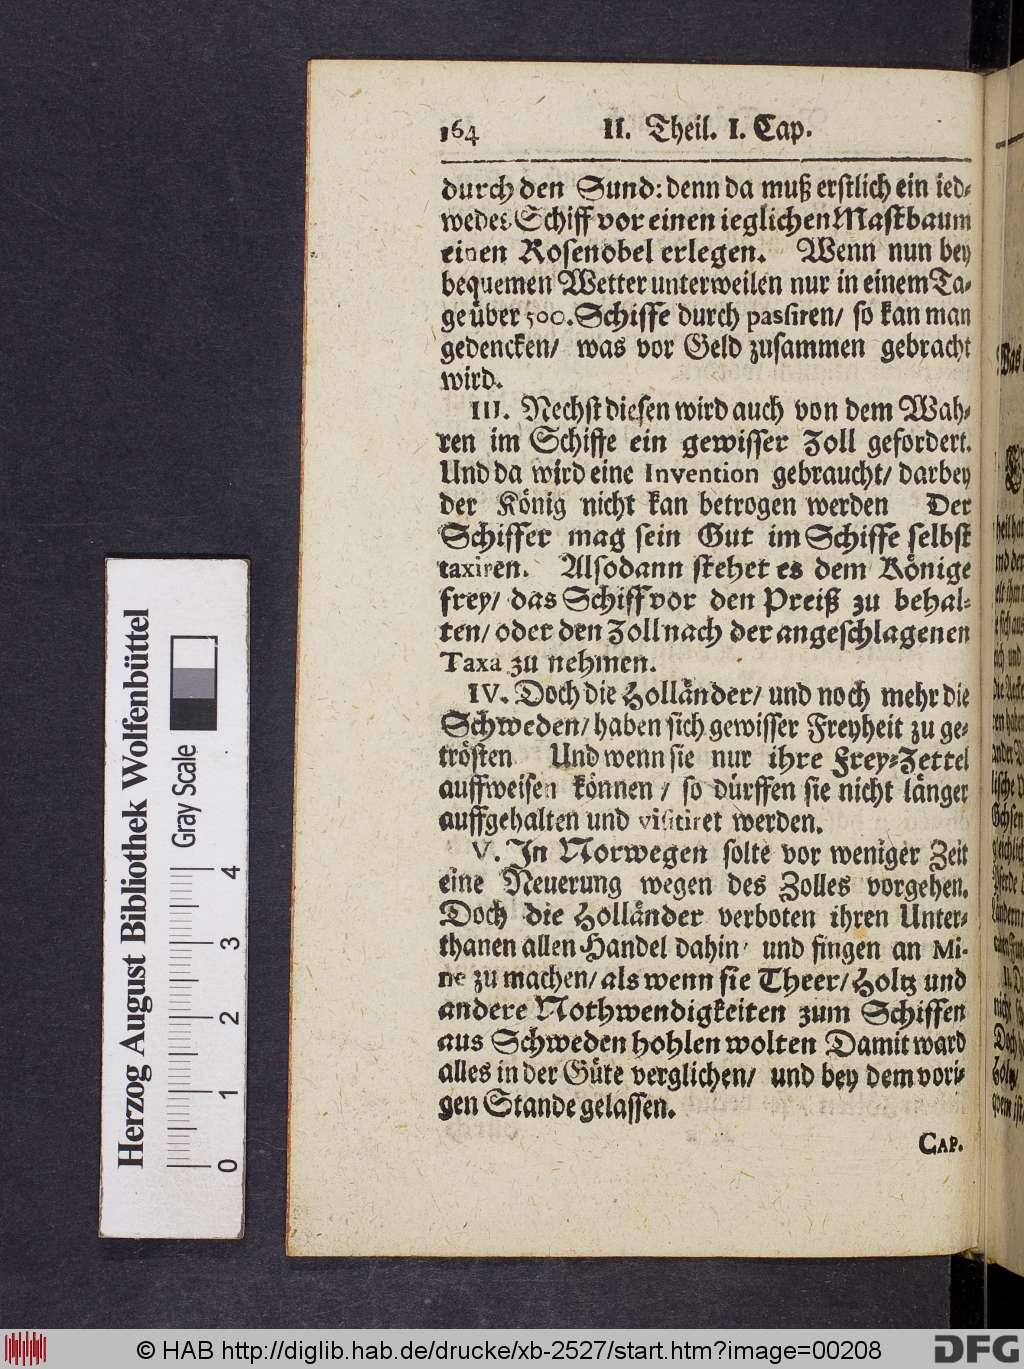 164 II. Theil. I. Cap.
durch den Sund: denn da muß erstlich ein ied-
weder Schiff vor einen ieglichen Mastbaum
einen Rosenobel erlegen. Wenn nun bey
bequemen Wetter unterweilen nur in einem Ta-
ge über 500. Schiffe durch passiren/ so kan man
gedencken/ was vor Geld zusammen gebracht
wird.
III. Nechst diesen wird auch von dem Wah-
ren im Schiffe ein gewisser Zoll gefordert.
Und da wird eine Invention gebraucht/ darbey
der König nicht kan betrogen werden Der
Schiffer mag sein Gut im Schiffe selbst
taxiren. Alsodann stehet es dem Könige
frey/ das Schiff vor den Preiß zu behal-
ten/ oder den Zoll nach der angeschlagenen
Taxa zu nehmen.
IV. Doch die Holländer/ und noch mehr die
Schweden/ haben sich gewisser Freyheit zu ge-
trösten Und wenn sie nur ihre Frey-Zettel
auffweisen können/ so dürffen sie nicht länger
auffgehalten und visitiret werden.
V. In Norwegen solte vor weniger Zeit
eine Neuerung wegen des Zolles vorgehen.
Doch die Holländer verboten ihren Unter-
thanen allen Handel dahin/ und fingen an Mi-
ne zu machen/ als wenn sie Theer/ Holtz und
andere Nothwendigkeiten zum Schiffen
aus Schweden hohlen wolten Damit ward
alles in der Güte verglichen/ und bey dem vori-
gen Stande gelassen.
CAP.
Herzog August Bibliothek Wolfenbüttel
Gray Scale
0 1 2 3 4
© HAB http://diglib.hab.de/drucke/xb-2527/start.htm?image=00208
DFG